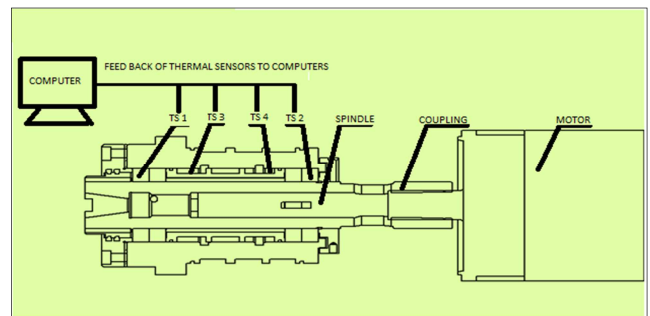 FEED BACK OF THERMAL SENSORS TO COMPUTERS
COMPUTER
TS 1 TS 3 TS 4 TS 2 SPINDLE COUPLING MOTOR